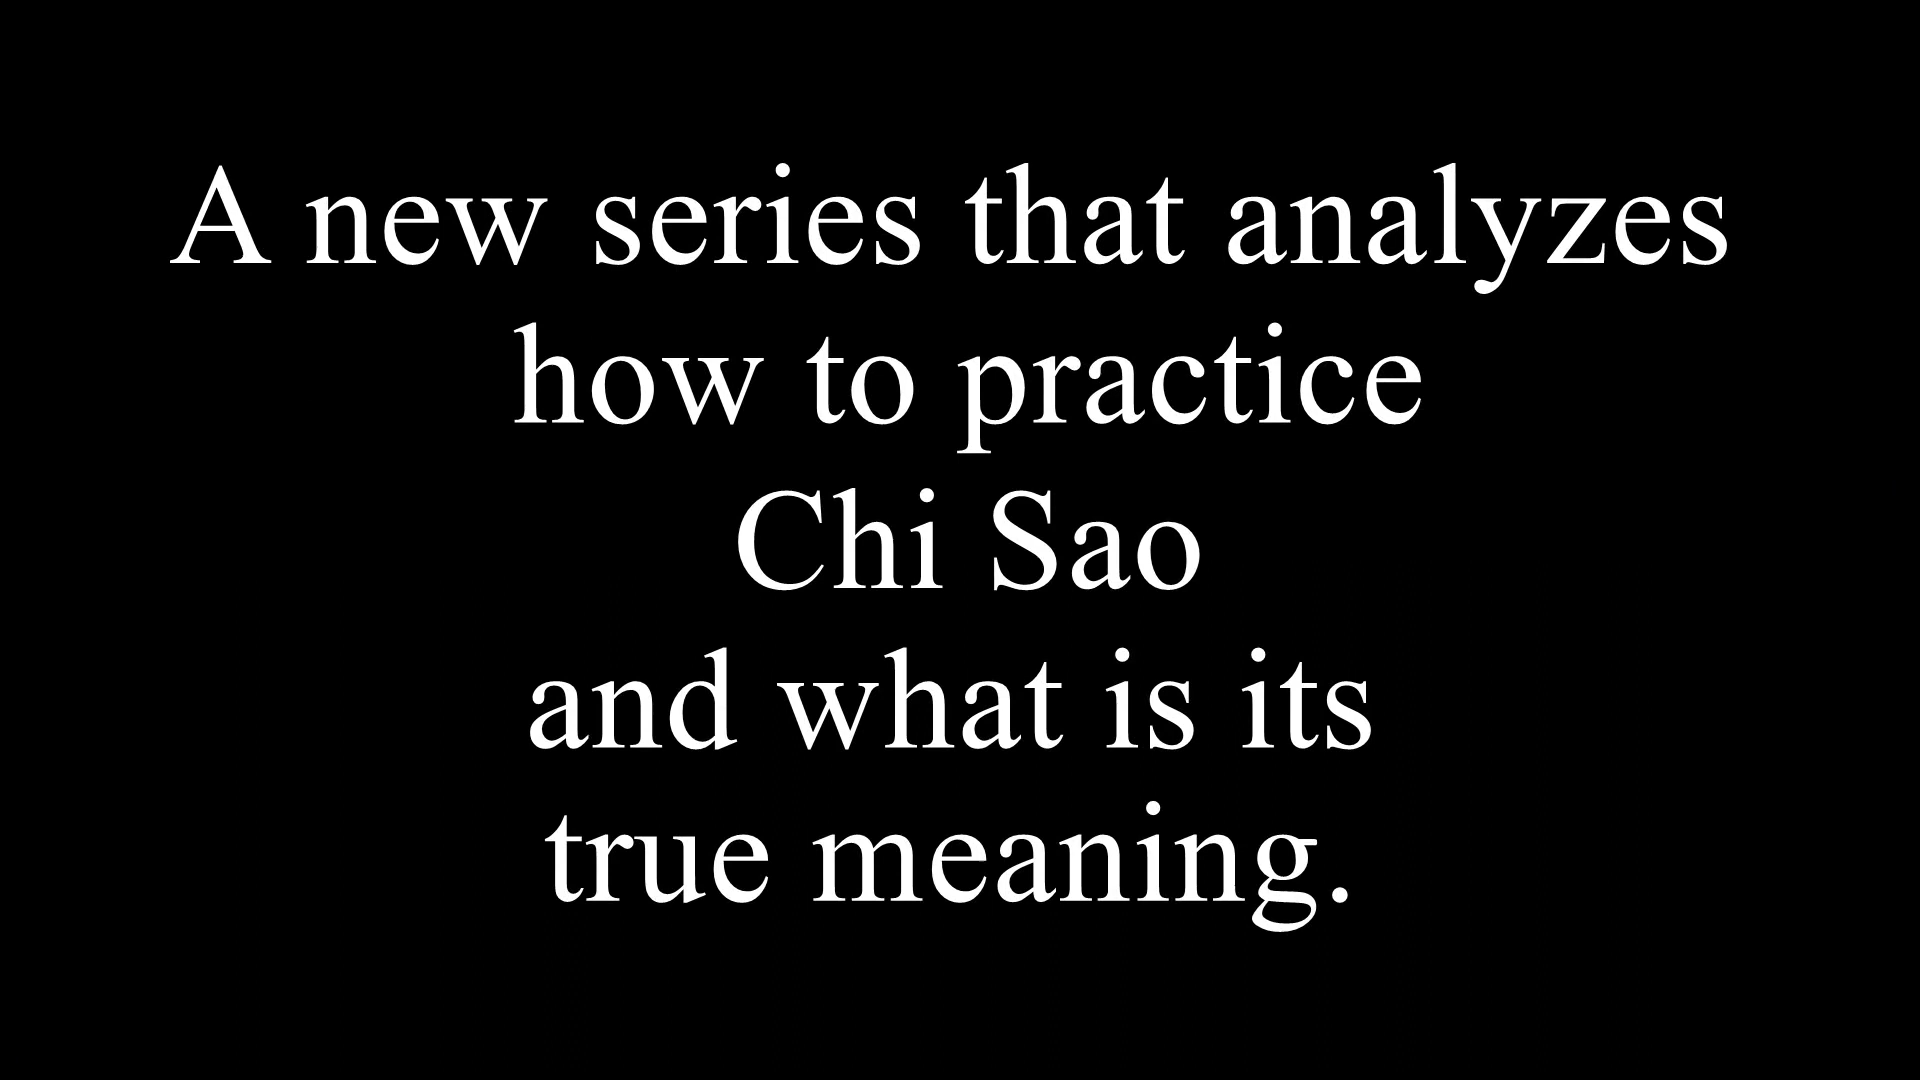 A new series that analyzes
how to practice
Chi Sao
and what is its
true meaning.